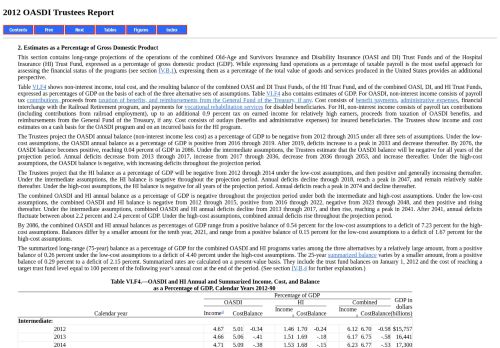 2012 OASDI Trustees Report
Contents Prev Next Tables Figures Index
2. Estimates as a Percentage of Gross Domestic Product
This section contains long-range projections of the operations of the combined Old-Age and Survivors Insurance and Disability Insurance (OASI and DI) Trust Funds and of the Hospital
Insurance (HI) Trust Fund, expressed as a percentage of gross domestic product (GDP). While expressing fund operations as a percentage of taxable payroll is the most useful approach for
assessing the financial status of the programs (see section IV.B.1), expressing them as a percentage of the total value of goods and services produced in the United States provides an additional
perspective.
Table VI.F4 shows non-interest income, total cost, and the resulting balance of the combined OASI and DI Trust Funds, of the HI Trust Fund, and of the combined OASI, DI, and HI Trust Funds,
expressed as percentages of GDP on the basis of each of the three alternative sets of assumptions. Table VI.F4 also contains estimates of GDP. For OASDI, non-interest income consists of payroll
tax contributions, proceeds from taxation of benefits, and reimbursements from the General Fund of the Treasury, if any. Cost consists of benefit payments, administrative expenses, financial
interchange with the Railroad Retirement program, and payments for vocational rehabilitation services for disabled beneficiaries. For HI, non-interest income consists of payroll tax contributions
(including contributions from railroad employment), up to an additional 0.9 percent tax on earned income for relatively high earners, proceeds from taxation of OASDI benefits, and
reimbursements from the General Fund of the Treasury, if any. Cost consists of outlays (benefits and administrative expenses) for insured beneficiaries. The Trustees show income and cost
estimates on a cash basis for the OASDI program and on an incurred basis for the HI program.
The Trustees project the OASDI annual balance (non-interest income less cost) as a percentage of GDP to be negative from 2012 through 2015 under all three sets of assumptions. Under the low-
cost assumptions, the OASDI annual balance as a percentage of GDP is positive from 2016 through 2019. After 2019, deficits increase to a peak in 2033 and decrease thereafter. By 2076, the
OASDI balance becomes positive, reaching 0.04 percent of GDP in 2086. Under the intermediate assumptions, the Trustees estimate that the OASDI balance will be negative for all years of the
projection period. Annual deficits decrease from 2013 through 2017, increase from 2017 through 2036, decrease from 2036 through 2053, and increase thereafter. Under the high-cost
assumptions, the OASDI balance is negative, with increasing deficits throughout the projection period.
The Trustees project that the HI balance as a percentage of GDP will be negative from 2012 through 2014 under the low-cost assumptions, and then positive and generally increasing thereafter.
Under the intermediate assumptions, the HI balance is negative throughout the projection period. Annual deficits decline through 2018, reach a peak in 2047, and remain relatively stable
thereafter. Under the high-cost assumptions, the HI balance is negative for all years of the projection period. Annual deficits reach a peak in 2074 and decline thereafter.
The combined OASDI and HI annual balance as a percentage of GDP is negative throughout the projection period under both the intermediate and high-cost assumptions. Under the low-cost
assumptions, the combined OASDI and HI balance is negative from 2012 through 2015, positive from 2016 through 2022, negative from 2023 through 2048, and then positive and rising
thereafter. Under the intermediate assumptions, combined OASDI and HI annual deficits decline from 2013 through 2017, and then rise, reaching a peak in 2041. After 2041, annual deficits
fluctuate between about 2.2 percent and 2.4 percent of GDP. Under the high-cost assumptions, combined annual deficits rise throughout the projection period.
By 2086, the combined OASDI and HI annual balances as percentages of GDP range from a positive balance of 0.56 percent for the low-cost assumptions to a deficit of 7.23 percent for the high-
cost assumptions. Balances differ by a smaller amount for the tenth year, 2021, and range from a positive balance of 0.15 percent for the low-cost assumptions to a deficit of 1.67 percent for the
high-cost assumptions.
The summarized long-range (75-year) balance as a percentage of GDP for the combined OASDI and HI programs varies among the three alternatives by a relatively large amount, from a positive
balance of 0.26 percent under the low-cost assumptions to a deficit of 4.40 percent under the high-cost assumptions. The 25-year summarized balance varies by a smaller amount, from a positive
balance of 0.29 percent to a deficit of 2.15 percent. Summarized rates are calculated on a present-value basis. They include the trust fund balances on January 1, 2012 and the cost of reaching a
target trust fund level equal to 100 percent of the following year's annual cost at the end of the period. (See section IV.B.4 for further explanation.)
Table VI.F4.—OASDI and HI Annual and Summarized Income, Cost, and Balance
as a Percentage of GDP, Calendar Years 2012-90
Percentage of GDP
OASDI HI Combined GDP in
dollars
Calendar year Income Cost Balance Income Cost Balance Income Cost Balance (billions)
Intermediate:
2012 4.67 5.01 -0.34 1.46 1.70 -0.24 6.12 6.70 -0.58 $15,757
2013 4.66 5.06 -.41 1.51 1.69 -.18 6.17 6.75 -.58 16,441
2014 4.71 5.09 -.38 1.53 1.68 -.15 6.23 6.77 -.53 17,300